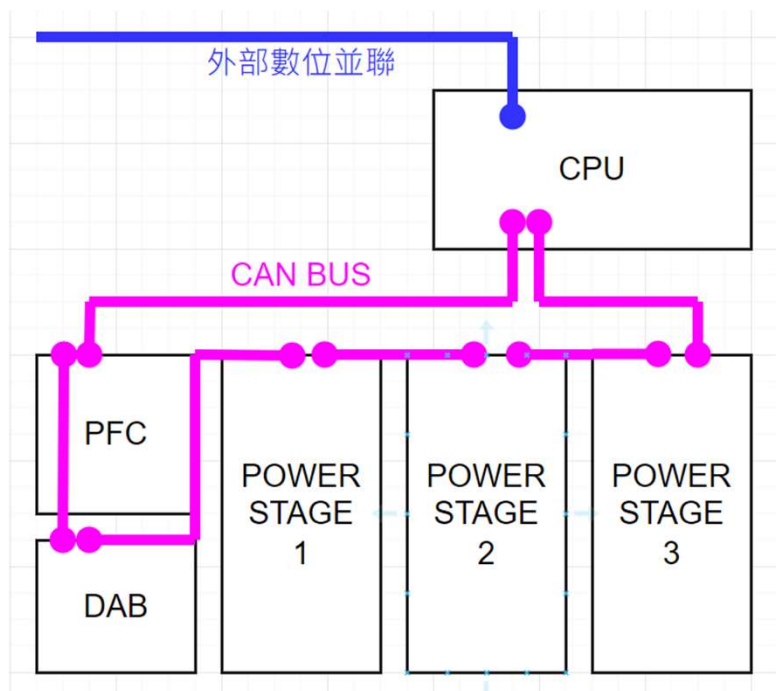 外部數位並聯
CPU
CAN BUS
PFC
DAB
POWER
STAGE
1
POWER
STAGE
2
POWER
STAGE
3